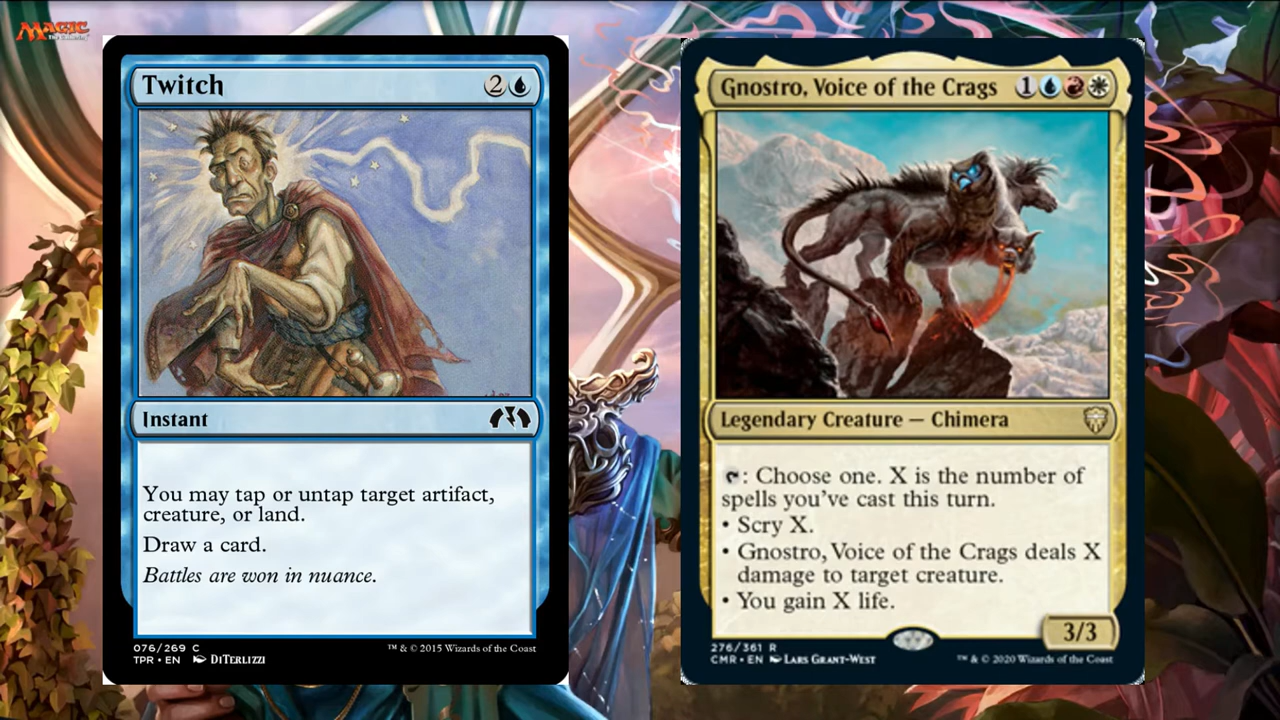 MAGIC
Twitch 2
Instant
You may tap or untap target artifact,
creature, or land.
Draw a card.
Battles are won in nuance.
076/269 C
TPR • EN DiTerlizzi
™ & © 2015 Wizards of the Coast
Gnostro, Voice of the Crags 1
Legendary Creature — Chimera
: Choose one. X is the number of
spells you've cast this turn.
• Scry X.
• Gnostro, Voice of the Crags deals X
damage to target creature.
• You gain X life.
3/3
276/361 R
CMR • EN Lars Grant-West
™ & © 2020 Wizards of the Coast